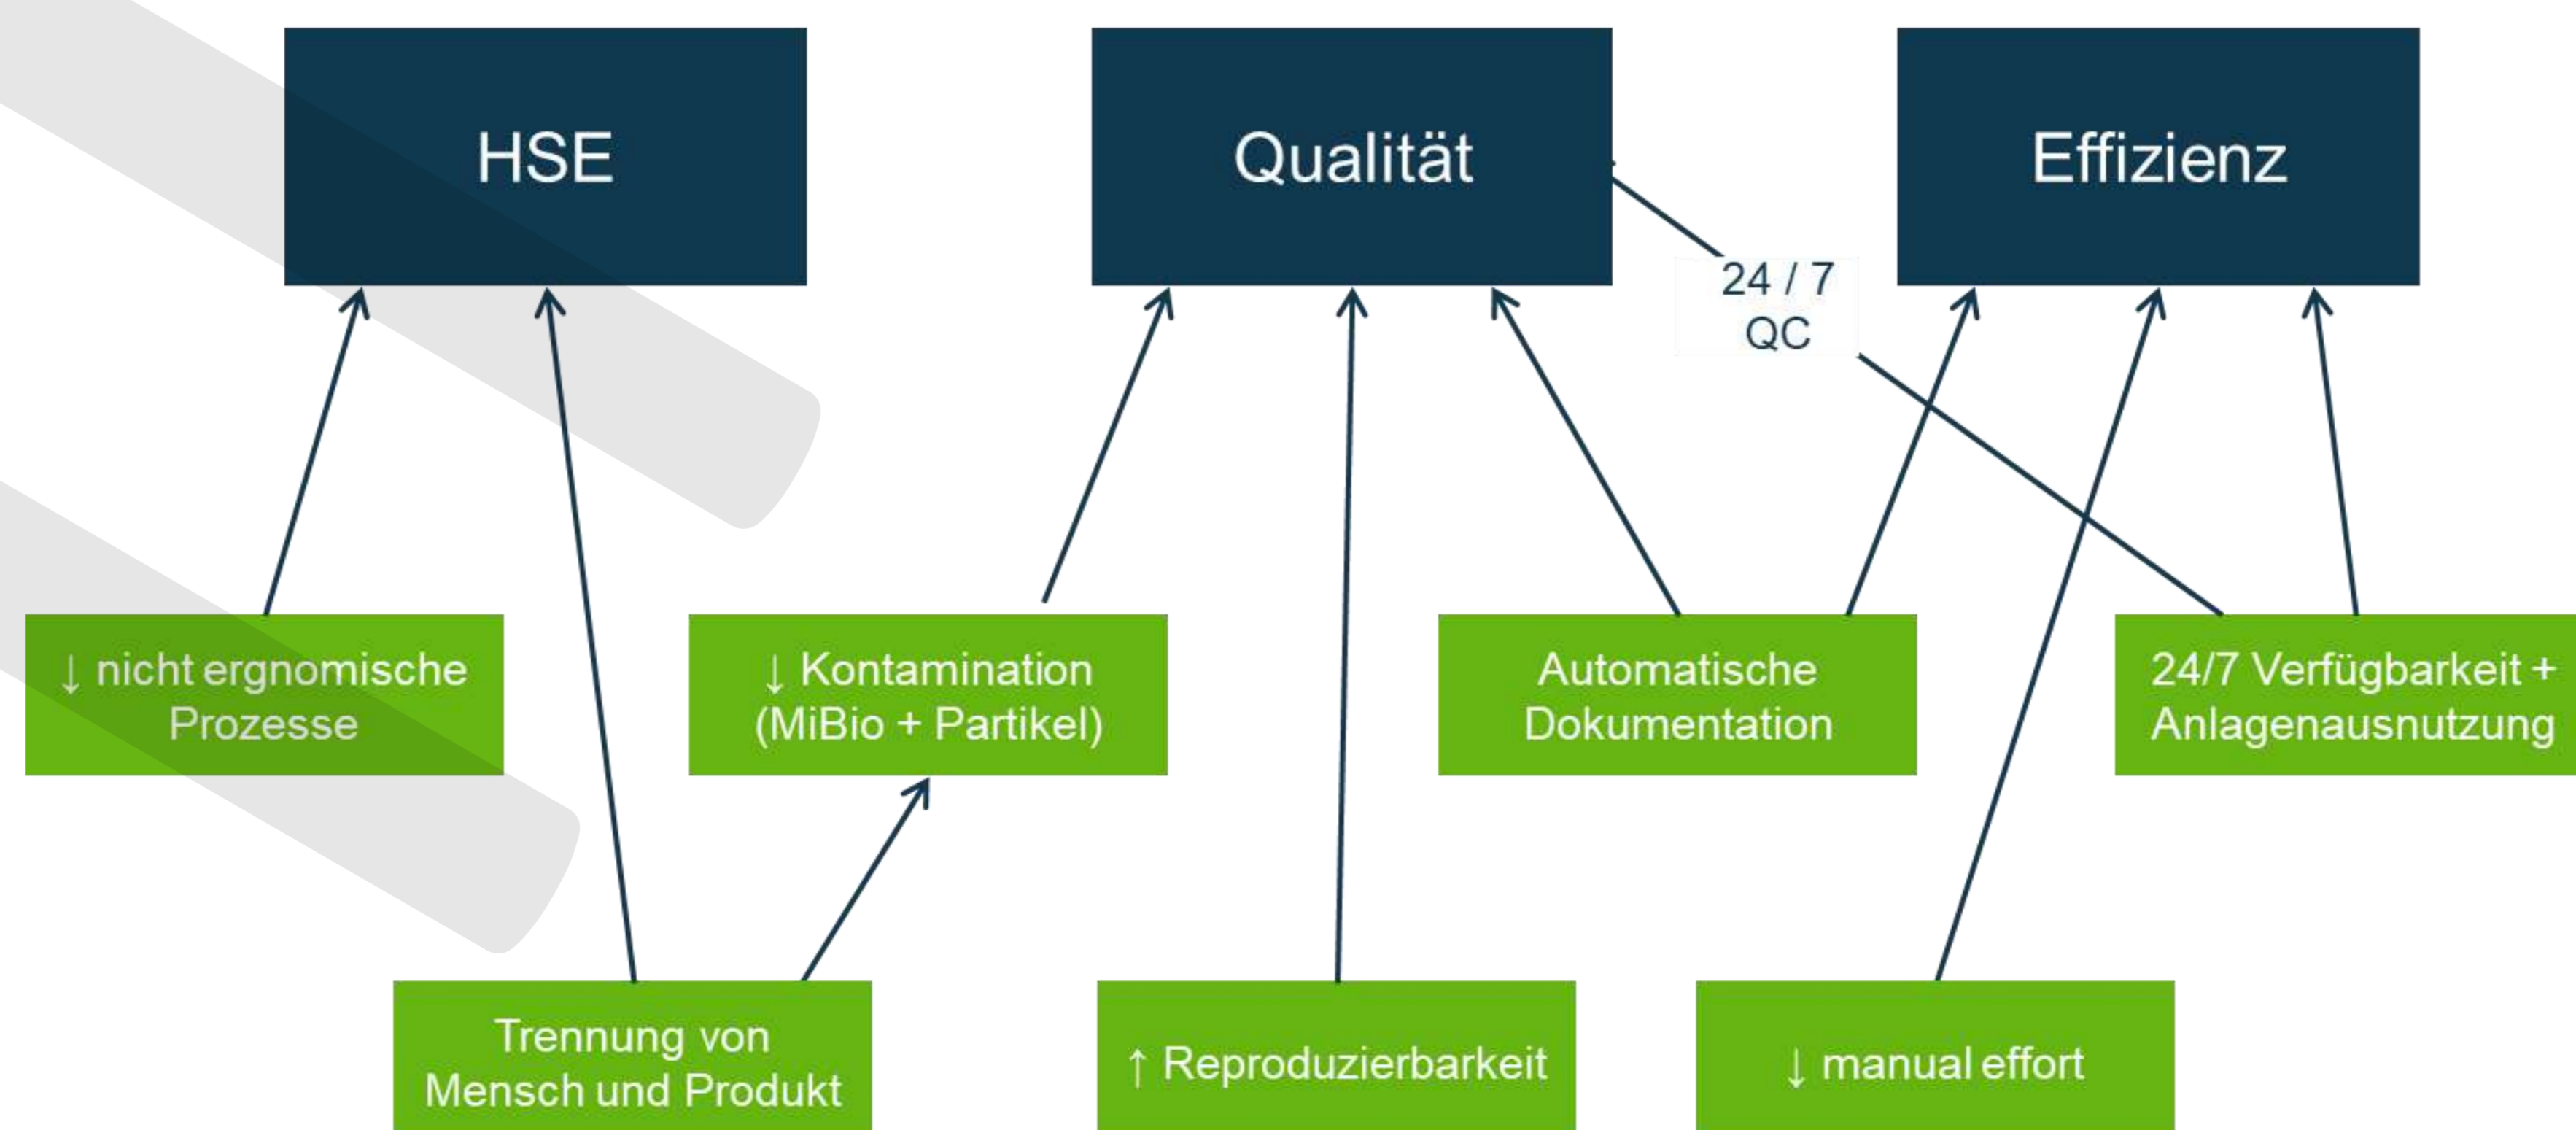 HSE
Qualität
Effizienz
24 / 7
QC
↓ nicht ergnomische
Prozesse
↓ Kontamination
(MiBio + Partikel)
Automatische
Dokumentation
24/7 Verfügbarkeit +
Anlagenausnutzung
Trennung von
Mensch und Produkt
↑ Reproduzierbarkeit
↓ manual effort